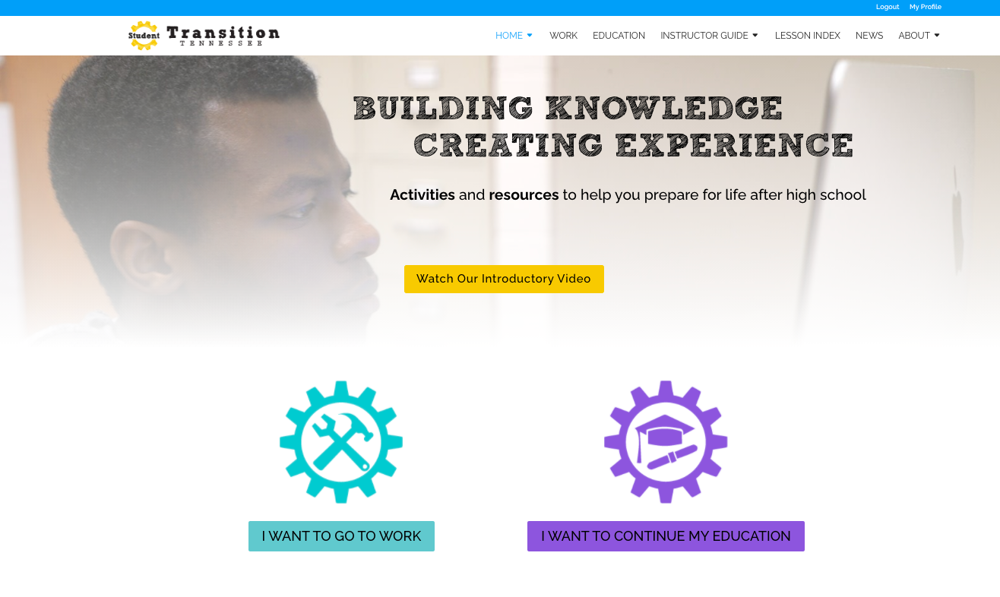 Logout My Profile
Student Transition
TENNESSEE
HOME WORK EDUCATION INSTRUCTOR GUIDE LESSON INDEX NEWS ABOUT
BUILDING KNOWLEDGE
CREATING EXPERIENCE
Activities and resources to help you prepare for life after high school
Watch Our Introductory Video
I WANT TO GO TO WORK I WANT TO CONTINUE MY EDUCATION